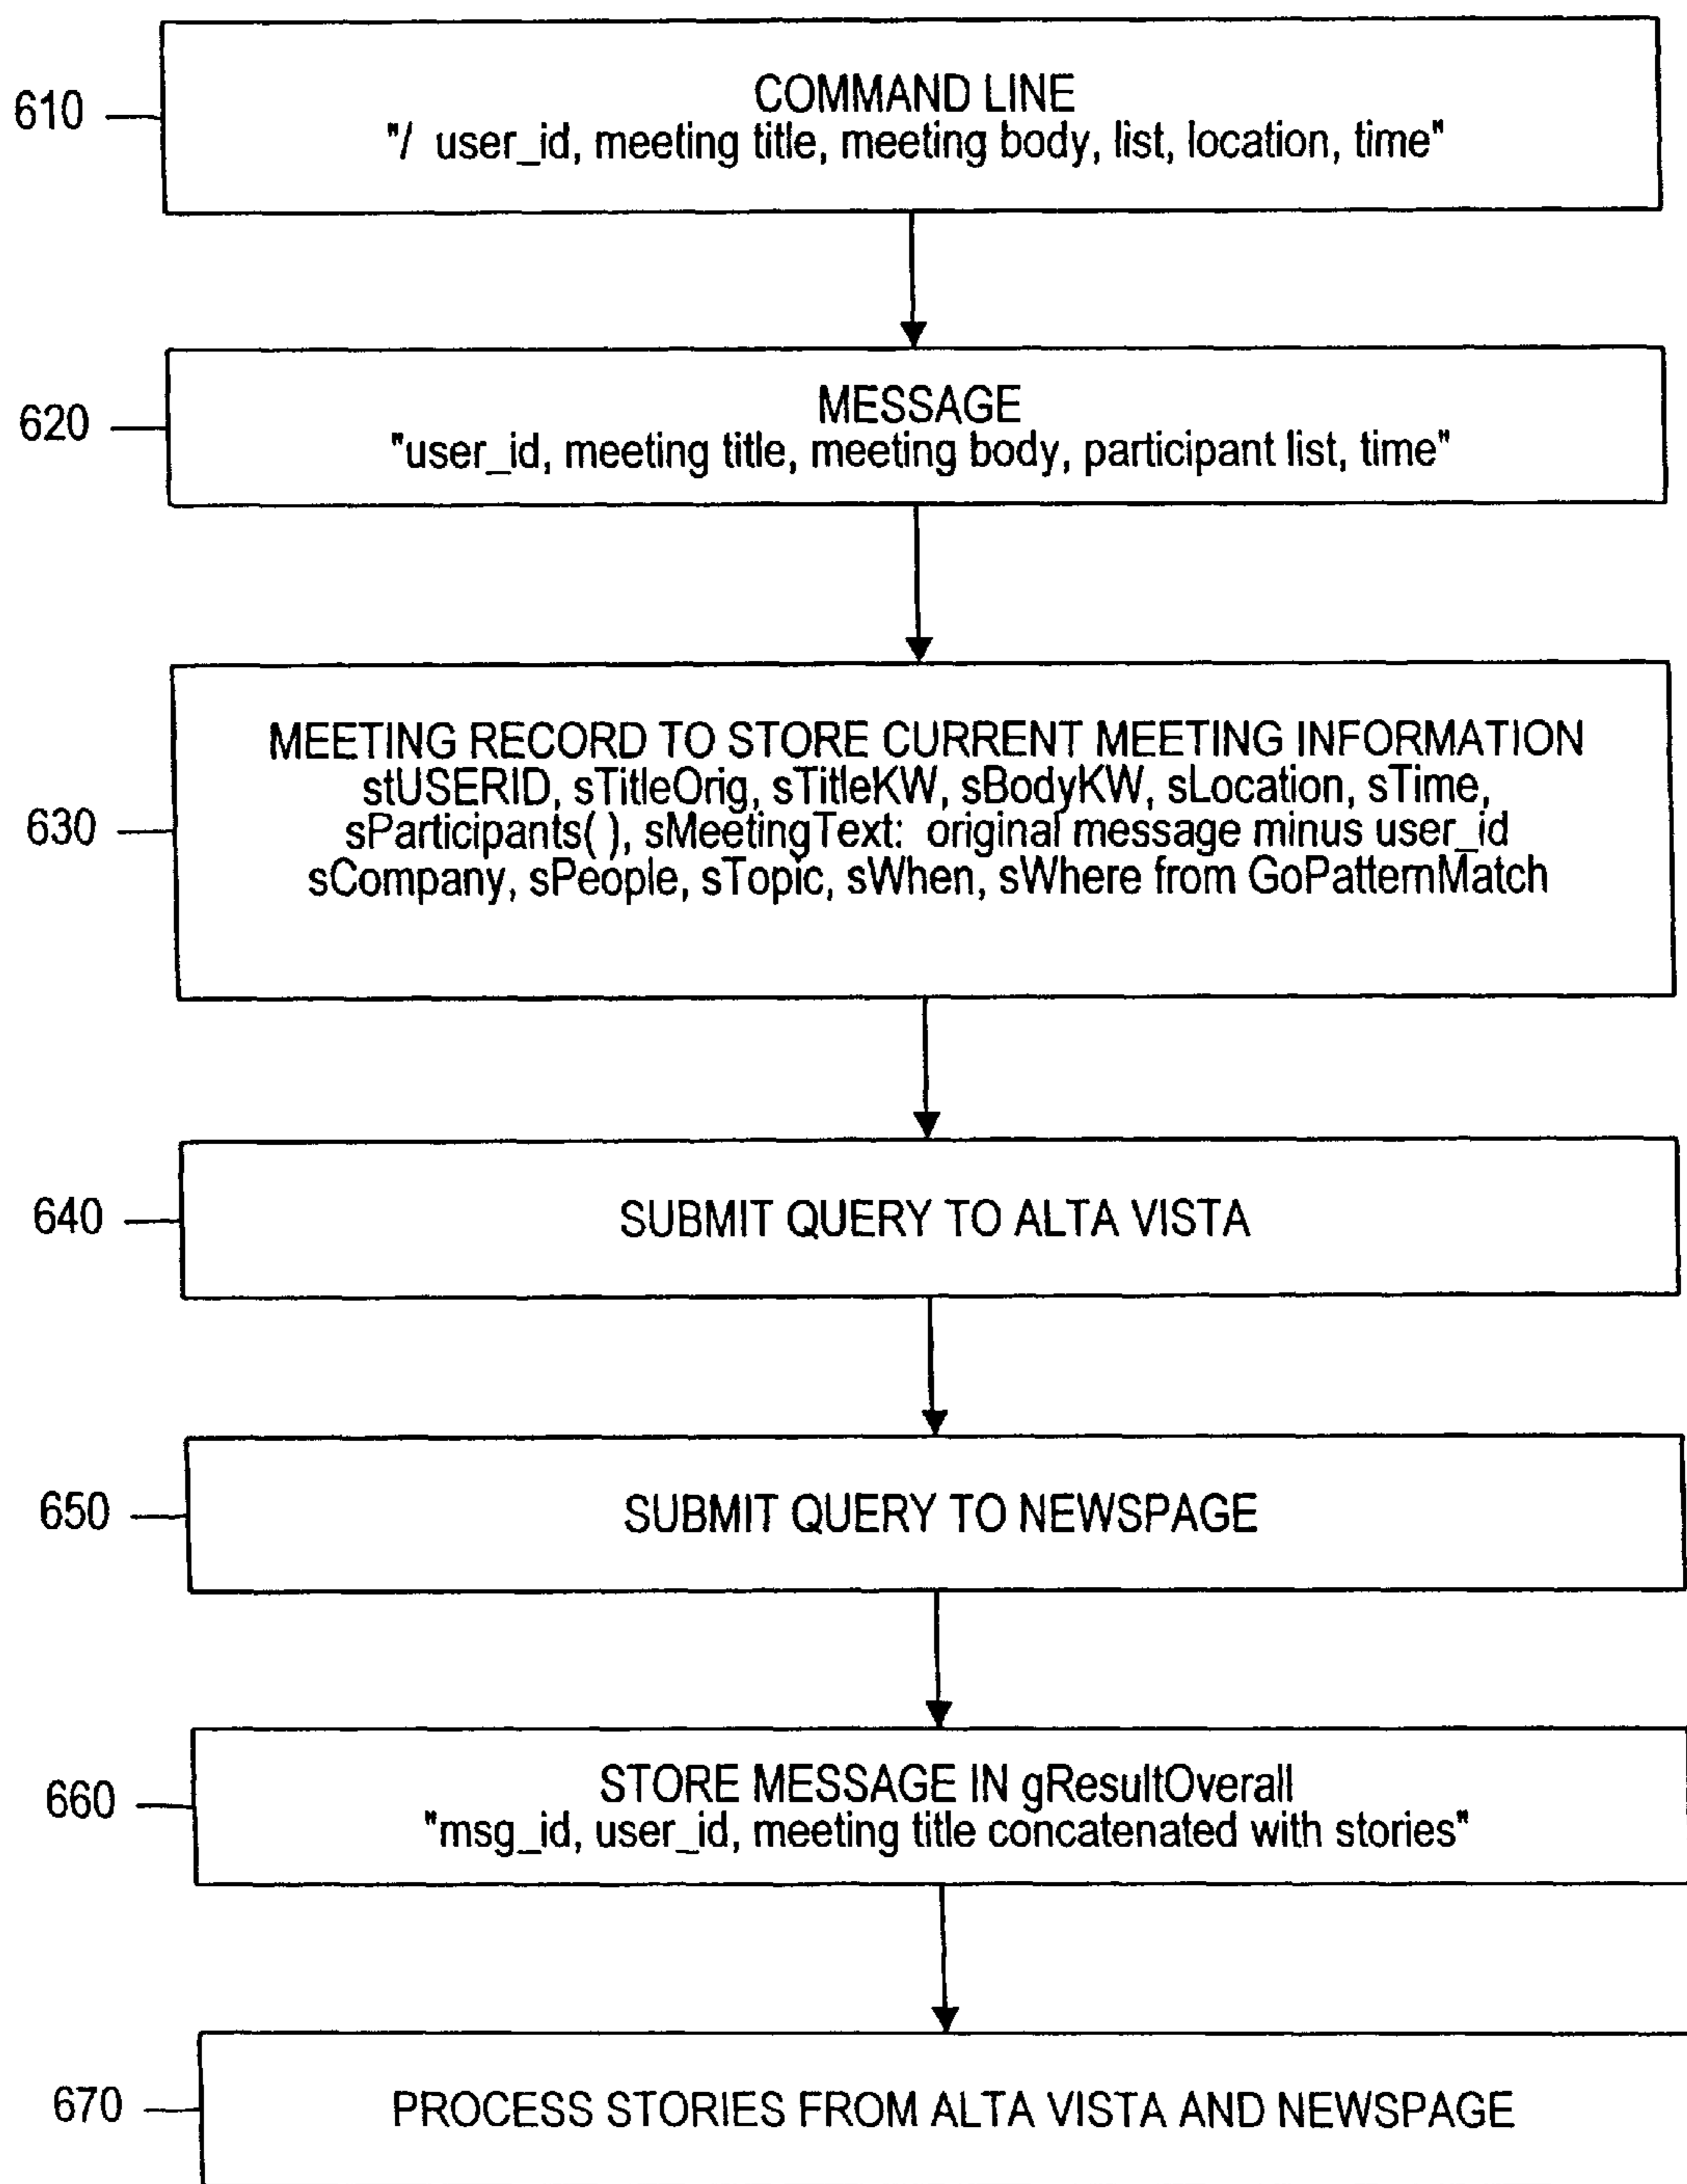 610
COMMAND LINE
"/ user_id, meeting title, meeting body, list, location, time"
620
MESSAGE
"user_id, meeting title, meeting body, participant list, time"
630
MEETING RECORD TO STORE CURRENT MEETING INFORMATION
stUSERID, sTitleOrig, sTitleKW, sBodyKW, sLocation, sTime,
sParticipants( ), sMeetingText: original message minus user_id
sCompany, sPeople, sTopic, sWhen, sWhere from GoPatternMatch
640
SUBMIT QUERY TO ALTA VISTA
650
SUBMIT QUERY TO NEWSPAGE
660
STORE MESSAGE IN gResultOverall
"msg_id, user_id, meeting title concatenated with stories"
670
PROCESS STORIES FROM ALTA VISTA AND NEWSPAGE